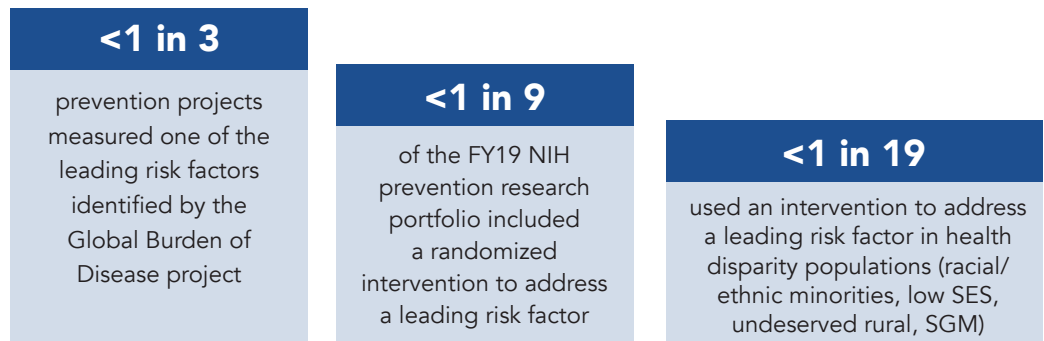 <1 in 3
prevention projects
measured one of the
leading risk factors
identified by the
Global Burden of
Disease project
<1 in 9
of the FY19 NIH
prevention research
portfolio included
a randomized
intervention to address
a leading risk factor
<1 in 19
used an intervention to address
a leading risk factor in health
disparity populations (racial/
ethnic minorities, low SES,
undeserved rural, SGM)